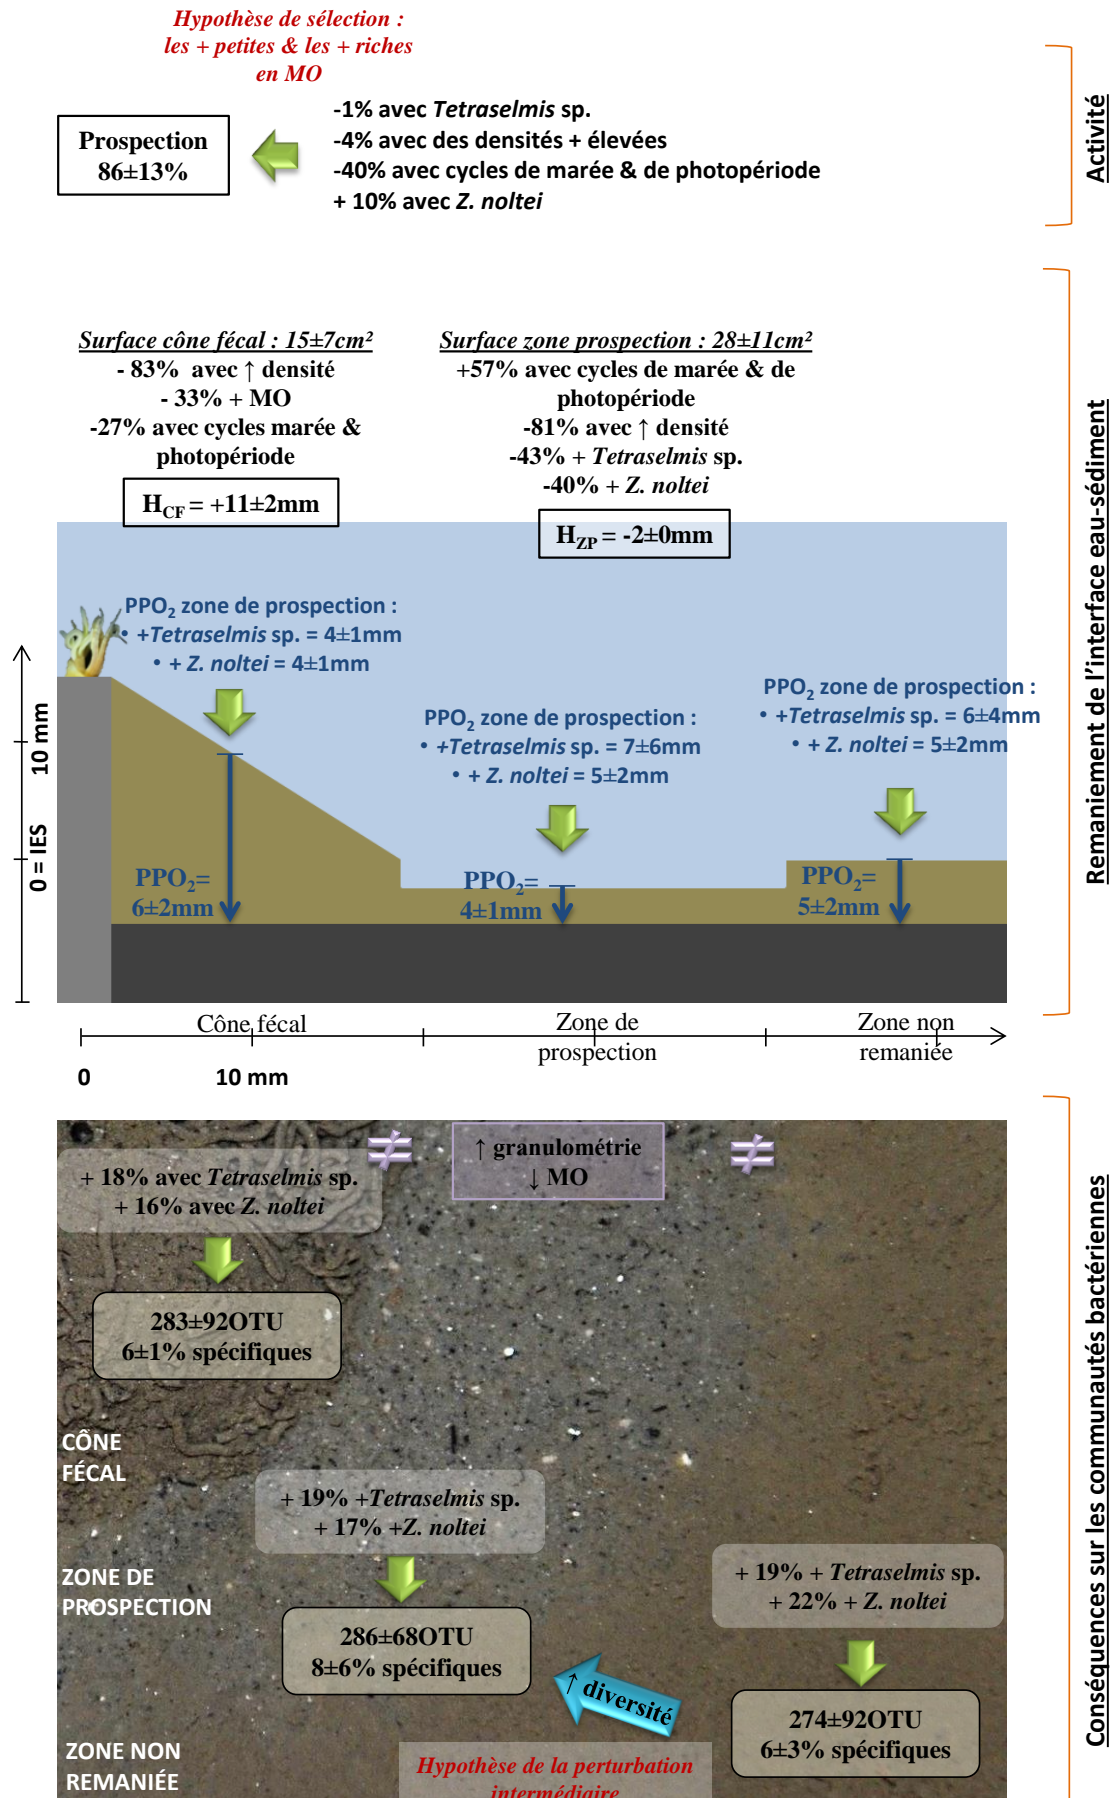 Hypothèse de sélection :
les + petites & les + riches
en MO
Prospection
86±13%
-1% avec Tetraselmis sp.
-4% avec des densités + élevées
-40% avec cycles de marée & de photopériode
+ 10% avec Z. noltei
Activité
Surface cône fécal : 15±7cm²
- 83% avec ↑ densité
- 33% + MO
-27% avec cycles marée &
photopériode
HCF = +11±2mm
Surface zone prospection : 28±11cm²
+57% avec cycles de marée & de
photopériode
-81% avec ↑ densité
-43% + Tetraselmis sp.
-40% + Z. noltei
HZP = -2±0mm
Remaniement de l'interface eau-sédiment
PPO2 zone de prospection :
• +Tetraselmis sp. = 4±1mm
• + Z. noltei = 4±1mm
PPO2 zone de prospection :
• +Tetraselmis sp. = 7±6mm
• + Z. noltei = 5±2mm
PPO2 zone de prospection :
• +Tetraselmis sp. = 6±4mm
• + Z. noltei = 5±2mm
10 mm
0 = IES
PPO2=
6±2mm
PPO2=
4±1mm
PPO2=
5±2mm
Cône fécal
Zone de
prospection
Zone non
remaniée
0
10 mm
≠
↑ granulométrie
↓ MO
≠
+ 18% avec Tetraselmis sp.
+ 16% avec Z. noltei
283±92OTU
6±1% spécifiques
CÔNE
FÉCAL
+ 19% +Tetraselmis sp.
+ 17% +Z. noltei
ZONE DE
PROSPECTION
286±68OTU
8±6% spécifiques
+ 19% + Tetraselmis sp.
+ 22% + Z. noltei
↑ diversité
274±92OTU
6±3% spécifiques
ZONE NON
REMANIÉE
Hypothèse de la perturbation
intermédiaire
Conséquences sur les communautés bactériennes